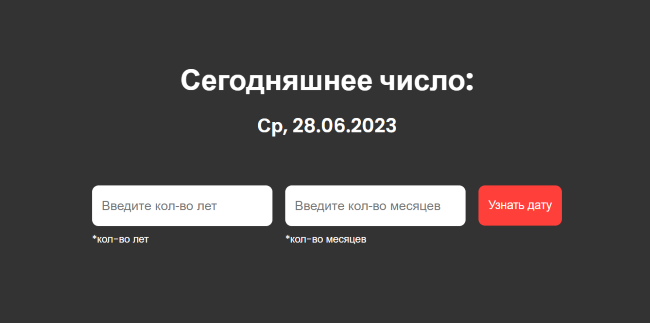 Сегодняшнее число:
Ср, 28.06.2023
Введите кол-во лет
Введите кол-во месяцев
Узнать дату
*кол-во лет
*кол-во месяцев